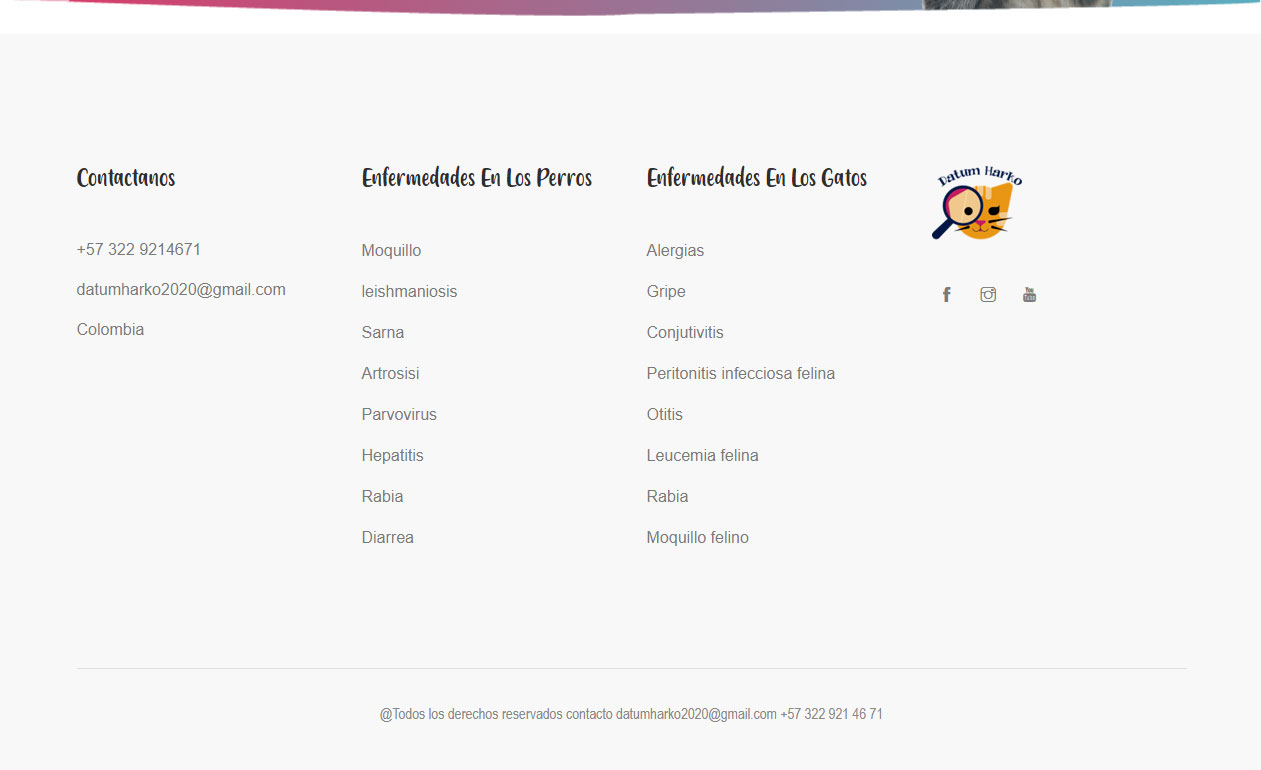 Contactanos
+57 322 9214671
datumharko2020@gmail.com
Colombia
Enfermedades En Los Perros
Moquillo
leishmaniosis
Sarna
Artrosisi
Parvovirus
Hepatitis
Rabia
Diarrea
Enfermedades En Los Gatos
Alergias
Gripe
Conjutivitis
Peritonitis infecciosa felina
Otitis
Leucemia felina
Rabia
Moquillo felino
Datum Harko
You Tube
@Todos los derechos reservados contacto datumharko2020@gmail.com +57 322 921 46 71